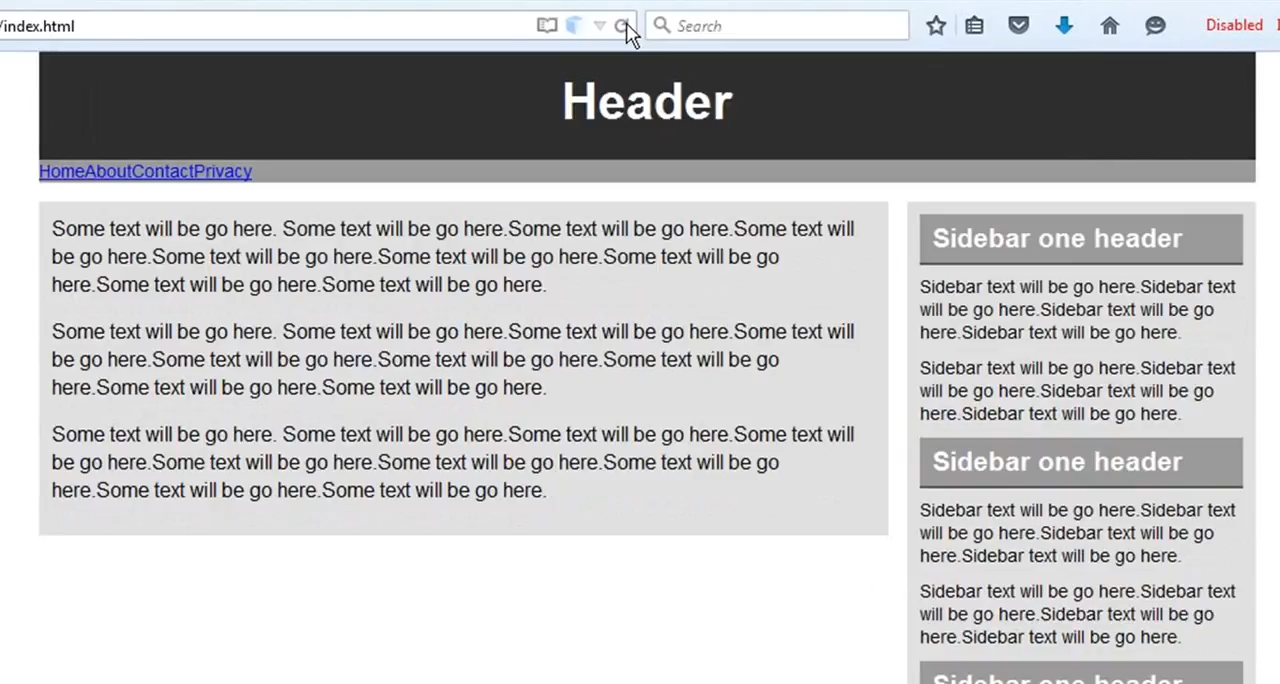 /index.html
Search
Disabled
Header
HomeAboutContactPrivacy
Some text will be go here. Some text will be go here.Some text will be go here.Some text will
be go here.Some text will be go here.Some text will be go here.Some text will be go
here.Some text will be go here.Some text will be go here.
Some text will be go here. Some text will be go here.Some text will be go here.Some text will
be go here.Some text will be go here.Some text will be go here.Some text will be go
here.Some text will be go here.Some text will be go here.
Some text will be go here. Some text will be go here.Some text will be go here.Some text will
be go here.Some text will be go here.Some text will be go here.Some text will be go
here.Some text will be go here.Some text will be go here.
Sidebar one header
Sidebar text will be go here.Sidebar text
will be go here.Sidebar text will be go
here.Sidebar text will be go here.
Sidebar text will be go here.Sidebar text
will be go here.Sidebar text will be go
here.Sidebar text will be go here.
Sidebar one header
Sidebar text will be go here.Sidebar text
will be go here.Sidebar text will be go
here.Sidebar text will be go here.
Sidebar text will be go here.Sidebar text
will be go here.Sidebar text will be go
here.Sidebar text will be go here.
Sidebar one header